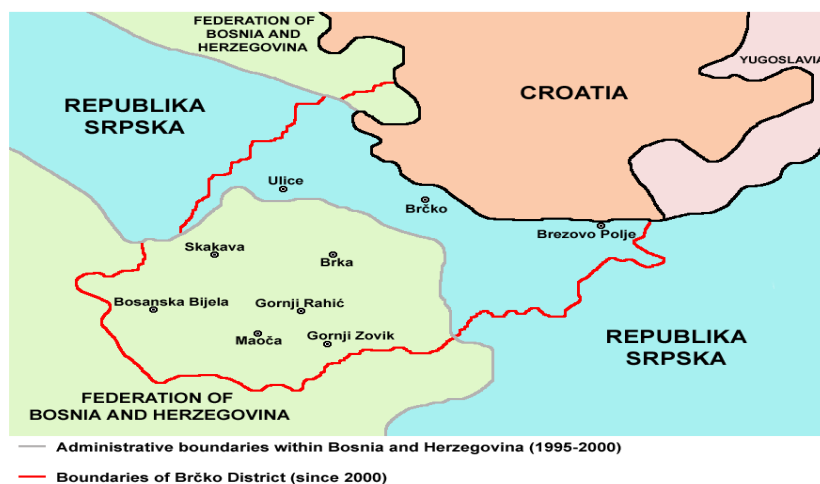 FEDERATION OF
BOSNIA AND
HERZEGOVINA
YUGOSLAVIA
CROATIA
REPUBLIKA
SRPSKA
Ulice
Brčko
Brezovo Polje
Skakava
Brka
Bosanska Bijela
Gornji Rahić
Maoča
Gornji Zovik
REPUBLIKA
SRPSKA
FEDERATION OF
BOSNIA AND HERZEGOVINA
Administrative boundaries within Bosnia and Herzegovina (1995-2000)
Boundaries of Brčko District (since 2000)